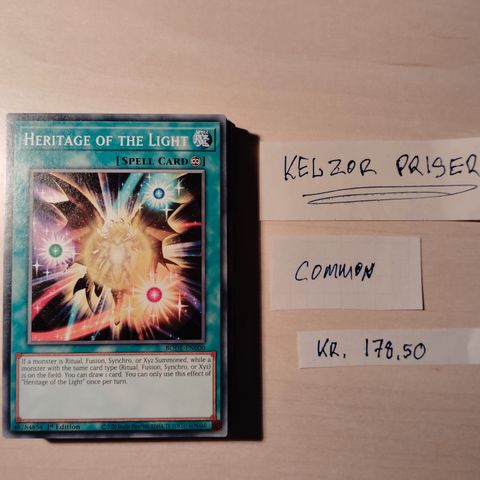 HERITAGE OF THE LIGHT
SPELL
[SPELL CARD]
If a monster is Ritual, Fusion, Synchro, or Xyz Summoned, while a
monster with the same card type (Ritual, Fusion, Synchro, or Xyz)
is on the field: You can draw 1 card. You can only use this effect of
"Heritage of the Light" once per turn.
1st Edition
KELZOR PRISER
COMMON
KR. 178,50